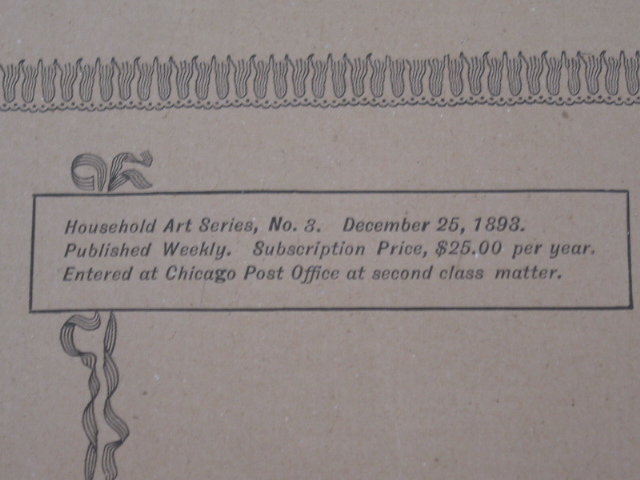 Household Art Series, No. 3. December 25, 1893.
Published Weekly. Subscription Price, $25.00 per year.
Entered at Chicago Post Office at second class matter.